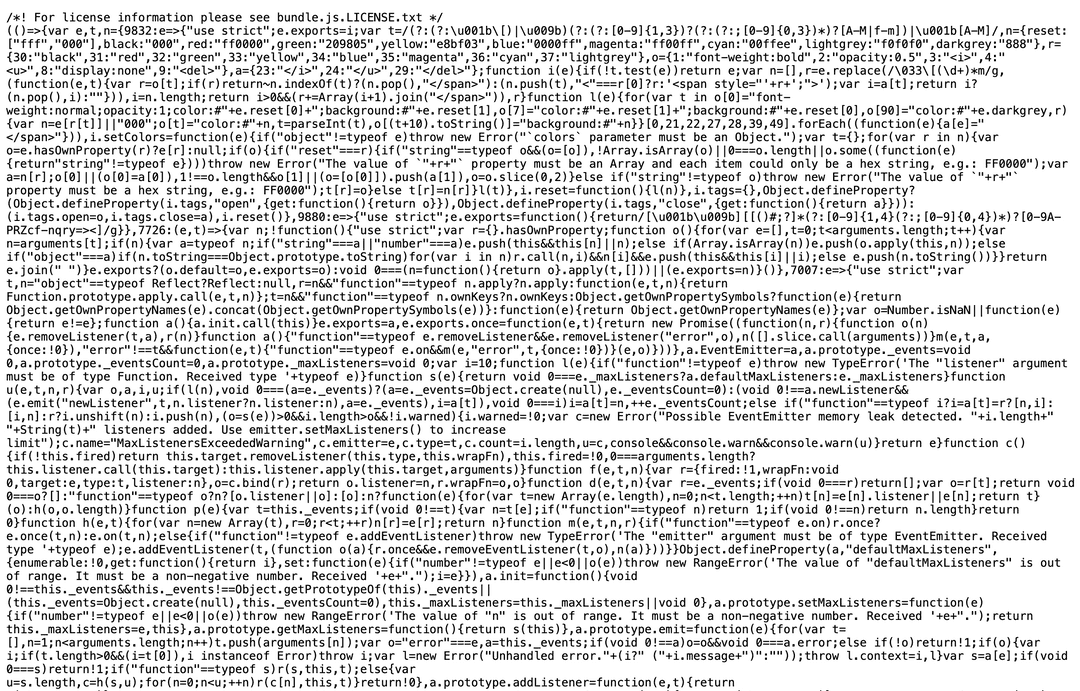 /*! For license information please see bundle.js.LICENSE.txt */
(()=>{var e,t,n={9832:e=>{"use strict";e.exports=i;var t=/(?:(?:\u001b\[)|\u009b)(?:(?:[0-9]{1,3})?(?:(?:;[0-9]{0,3})*)?[A-M|f-m])|\u001b[A-M]/,n={reset:
["fff","000"],black:"000",red:"ff0000",green:"209805",yellow:"e8bf03",blue:"0000ff",magenta:"ff00ff",cyan:"00ffee",lightgrey:"f0f0f0",darkgrey:"888"},r=
{30:"black",31:"red",32:"green",33:"yellow",34:"blue",35:"magenta",36:"cyan",37:"lightgrey"},o={1:"font-weight:bold",2:"opacity:0.5",3:"<i>",4:"
<u>",8:"display:none",9:"<del>"},a={23:"</i>",24:"</u>",29:"</del>"};function i(e){if(!t.test(e))return e;var n=[],r=e.replace(/\033\[(\d+)*m/g,
(function(e,t){var r=o[t];if(r)return~n.indexOf(t)?(n.pop(),"</span>"):(n.push(t),"<"===r[0]?r:'<span style="'+r+';">');var i=a[t];return i?
(n.pop(),i):""})),i=n.length;return i>0&&(r+=Array(i+1).join("</span>")),r}function l(e){for(var t in o[0]="font-
weight:normal;opacity:1;color:#"+e.reset[0]+";background:#"+e.reset[1],o[7]="color:#"+e.reset[1]+";background:#"+e.reset[0],o[90]="color:#"+e.darkgrey,r)
{var n=e[r[t]]||"000";o[t]="color:#"+n,t=parseInt(t),o[(t+10).toString()]="background:#"+n}}[0,21,22,27,28,39,49].forEach((function(e){a[e]="
</span>"})),i.setColors=function(e){if("object"!=typeof e)throw new Error("`colors` parameter must be an Object.");var t={};for(var r in n){var
o=e.hasOwnProperty(r)?e[r]:null;if(o){if("reset"===r){if("string"==typeof o&&(o=[o]),!Array.isArray(o)||0===o.length||o.some((function(e)
{return"string"!=typeof e})))throw new Error("The value of `"+r+"` property must be an Array and each item could only be a hex string, e.g.: FF0000");var
a=n[r];o[0]||(o[0]=a[0]),1!==o.length&&o[1]||(o=[o[0]]).push(a[1]),o=o.slice(0,2)}else if("string"!=typeof o)throw new Error("The value of `"+r+"`
property must be a hex string, e.g.: FF0000");t[r]=o}else t[r]=n[r]}l(t)},i.reset=function(){l(n)},i.tags={},Object.defineProperty?
(Object.defineProperty(i.tags,"open",{get:function(){return o}}),Object.defineProperty(i.tags,"close",{get:function(){return a}})):
(i.tags.open=o,i.tags.close=a),i.reset()},9880:e=>{"use strict";e.exports=function(){return/[\u001b\u009b][[()#;?]*(?:[0-9]{1,4}(?:;[0-9]{0,4})*)?[0-9A-
PRZcf-nqry=><]/g}},7726:(e,t)=>{var n;!function(){"use strict";var r={}.hasOwnProperty;function o(){for(var e=[],t=0;t<arguments.length;t++){var
n=arguments[t];if(n){var a=typeof n;if("string"===a||"number"===a)e.push(this&&this[n]||n);else if(Array.isArray(n))e.push(o.apply(this,n));else
if("object"===a)if(n.toString===Object.prototype.toString)for(var i in n)r.call(n,i)&&n[i]&&e.push(this&&this[i]||i);else e.push(n.toString())}}return
e.join(" ")}e.exports?(o.default=o,e.exports=o):void 0===(n=function(){return o}.apply(t,[]))||(e.exports=n)}()},7007:e=>{"use strict";var
t,n="object"==typeof Reflect?Reflect:null,r=n&&"function"==typeof n.apply?n.apply:function(e,t,n){return
Function.prototype.apply.call(e,t,n)};t=n&&"function"==typeof n.ownKeys?n.ownKeys:Object.getOwnPropertySymbols?function(e){return
Object.getOwnPropertyNames(e).concat(Object.getOwnPropertySymbols(e))}:function(e){return Object.getOwnPropertyNames(e)};var o=Number.isNaN||function(e)
{return e!=e};function a(){a.init.call(this)}e.exports=a,e.exports.once=function(e,t){return new Promise((function(n,r){function o(n)
{e.removeListener(t,a),r(n)}function a(){"function"==typeof e.removeListener&&e.removeListener("error",o),n([].slice.call(arguments))}m(e,t,a,
{once:!0}),"error"!==t&&function(e,t){"function"==typeof e.on&&m(e,"error",t,{once:!0})}(e,o)}))},a.EventEmitter=a,a.prototype._events=void
0,a.prototype._eventsCount=0,a.prototype._maxListeners=void 0;var i=10;function l(e){if("function"!=typeof e)throw new TypeError('The "listener" argument
must be of type Function. Received type '+typeof e)}function s(e){return void 0===e._maxListeners?a.defaultMaxListeners:e._maxListeners}function
u(e,t,n,r){var o,a,i,u;if(l(n),void 0===(a=e._events)?(a=e._events=Object.create(null),e._eventsCount=0):(void 0!==a.newListener&&
(e.emit("newListener",t,n.listener?n.listener:n),a=e._events),i=a[t]),void 0===i)i=a[t]=n,++e._eventsCount;else if("function"==typeof i?i=a[t]=r?[n,i]:
[i,n]:r?i.unshift(n):i.push(n),(o=s(e))>0&&i.length>o&&!i.warned){i.warned=!0;var c=new Error("Possible EventEmitter memory leak detected. "+i.length+"
"+String(t)+" listeners added. Use emitter.setMaxListeners() to increase
limit");c.name="MaxListenersExceededWarning",c.emitter=e,c.type=t,c.count=i.length,u=c,console&&console.warn&&console.warn(u)}return e}function c()
{if(!this.fired)return this.target.removeListener(this.type,this.wrapFn),this.fired=!0,0===arguments.length?
this.listener.call(this.target):this.listener.apply(this.target,arguments)}function f(e,t,n){var r={fired:!1,wrapFn:void
0,target:e,type:t,listener:n},o=c.bind(r);return o.listener=n,r.wrapFn=o,o}function d(e,t,n){var r=e._events;if(void 0===r)return[];var o=r[t];return void
0===o?[]:"function"==typeof o?n?[o.listener||o]:[o]:n?function(e){for(var t=new Array(e.length),n=0;n<t.length;++n)t[n]=e[n].listener||e[n];return t}
(o):h(o,o.length)}function p(e){var t=this._events;if(void 0!==t){var n=t[e];if("function"==typeof n)return 1;if(void 0!==n)return n.length}return
0}function h(e,t){for(var n=new Array(t),r=0;r<t;++r)n[r]=e[r];return n}function m(e,t,n,r){if("function"==typeof e.on)r.once?
e.once(t,n):e.on(t,n);else{if("function"!=typeof e.addEventListener)throw new TypeError('The "emitter" argument must be of type EventEmitter. Received
type '+typeof e);e.addEventListener(t,(function o(a){r.once&&e.removeEventListener(t,o),n(a)}))}}Object.defineProperty(a,"defaultMaxListeners",
{enumerable:!0,get:function(){return i},set:function(e){if("number"!=typeof e||e<0||o(e))throw new RangeError('The value of "defaultMaxListeners" is out
of range. It must be a non-negative number. Received '+e+".");i=e}}),a.init=function(){void
0!==this._events&&this._events!==Object.getPrototypeOf(this)._events||
(this._events=Object.create(null),this._eventsCount=0),this._maxListeners=this._maxListeners||void 0},a.prototype.setMaxListeners=function(e)
{if("number"!=typeof e||e<0||o(e))throw new RangeError('The value of "n" is out of range. It must be a non-negative number. Received '+e+".");return
this._maxListeners=e,this},a.prototype.getMaxListeners=function(){return s(this)},a.prototype.emit=function(e){for(var t=
[],n=1;n<arguments.length;n++)t.push(arguments[n]);var o="error"===e,a=this._events;if(void 0!==a)o=o&&void 0===a.error;else if(!o)return!1;if(o){var
i;if(t.length>0&&(i=t[0]),i instanceof Error)throw i;var l=new Error("Unhandled error."+(i?" ("+i.message+")":""));throw l.context=i,l}var s=a[e];if(void
0===s)return!1;if("function"==typeof s)r(s,this,t);else{var
u=s.length,c=h(s,u);for(n=0;n<u;++n)r(c[n],this,t)}return!0},a.prototype.addListener=function(e,t){return